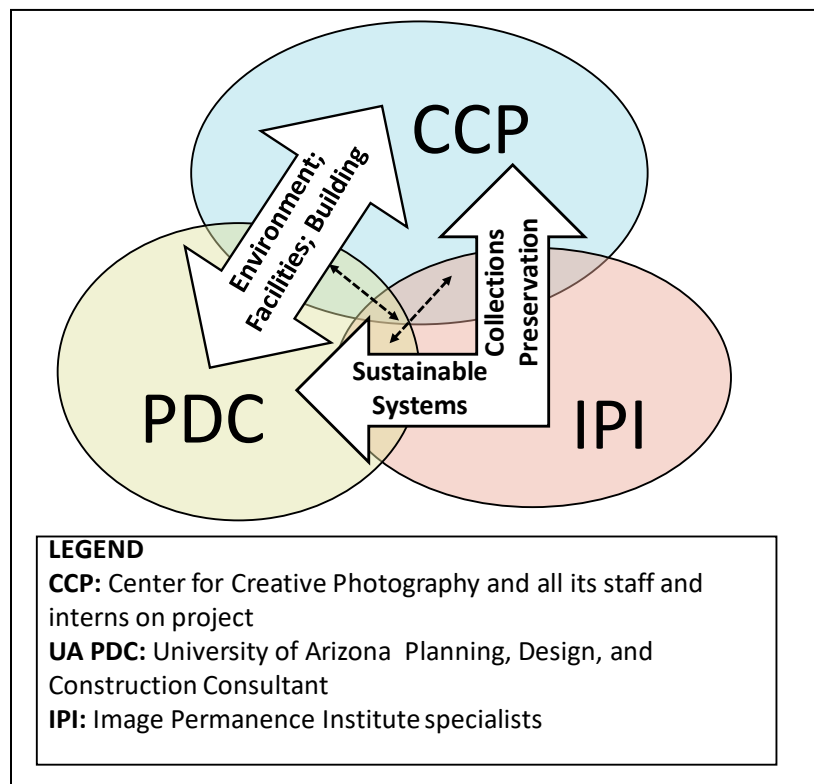 CCP
Environment;
Facilities; Building
Collections
Preservation
Sustainable
Systems
PDC
IPI
LEGEND
CCP: Center for Creative Photography and all its staff and
interns on project
UA PDC: University of Arizona  Planning, Design, and
Construction Consultant
IPI: Image Permanence Institute specialists